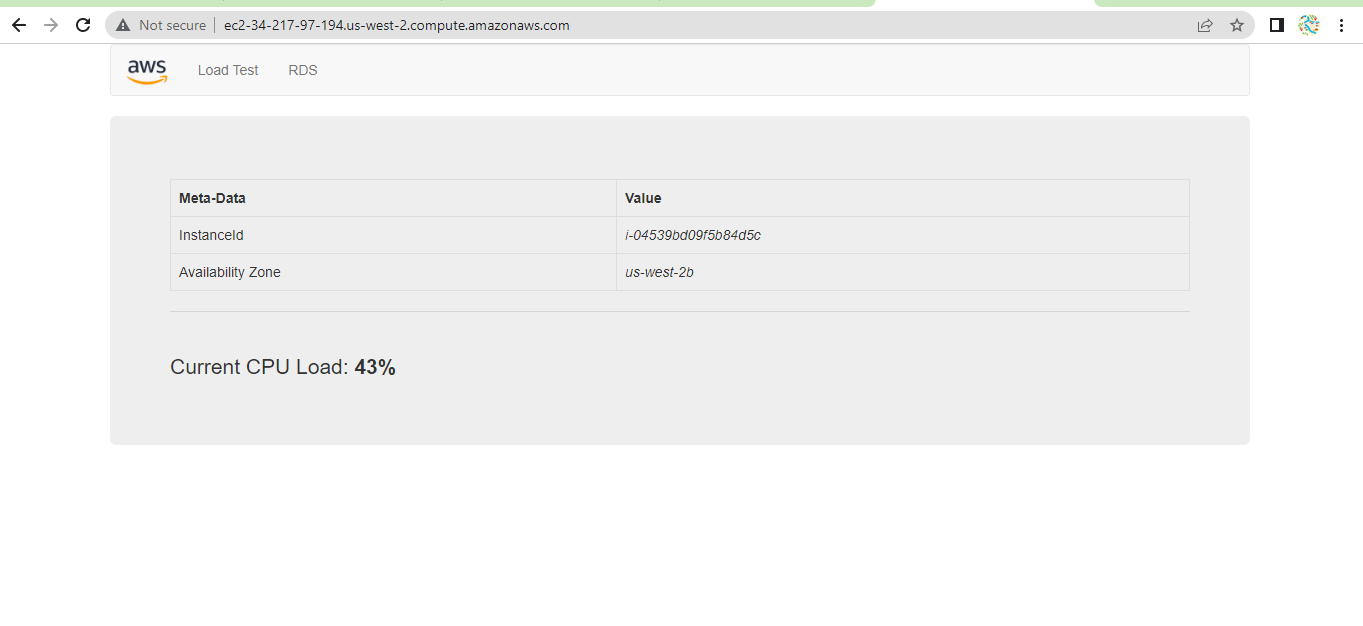 Not secure ec2-34-217-97-194.us-west-2.compute.amazonaws.com
aws Load Test RDS
Meta-Data Value
InstanceId i-04539bd09f5b84d5c
Availability Zone us-west-2b
Current CPU Load: 43%